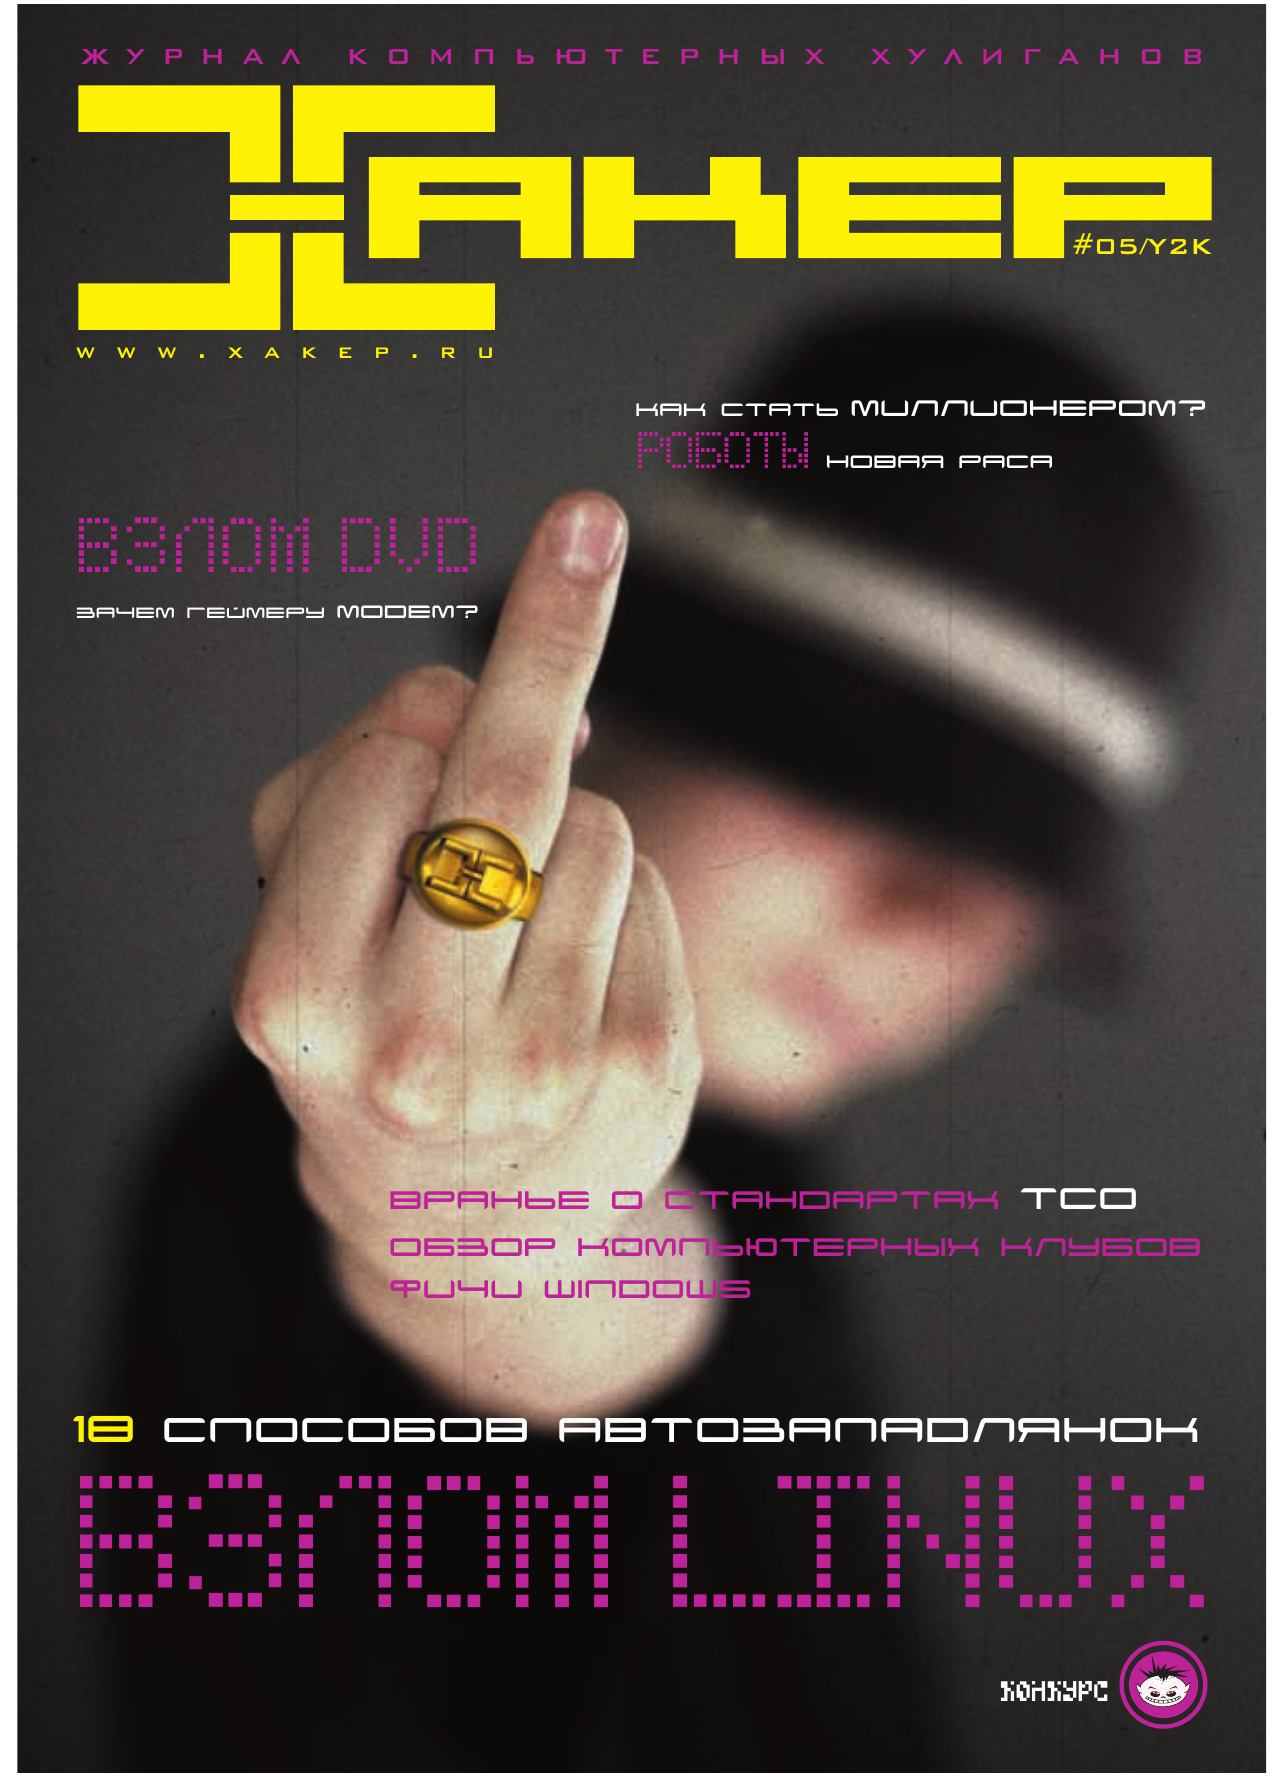 ЖУРНАЛ КОМПЬЮТЕРНЫХ ХУЛИГАНОВ
ХАКЕР
#05/Y2K
WWW.XAKEP.RU
КАК СТАТЬ МИЛЛИОНЕРОМ?
РОБОТЫ НОВАЯ РАСА
ВЗЛОМ DVD
ЗАЧЕМ ГЕЙМЕРУ MODEM?
ВРАНЬЕ О СТАНДАРТАХ TCO
ОБЗОР КОМПЬЮТЕРНЫХ КЛУБОВ
ФИЧИ WINDOWS
18 СПОСОБОВ АВТОЗАПАДЛЯНОК
ВЗЛОМ LINUX
КОНКУРС